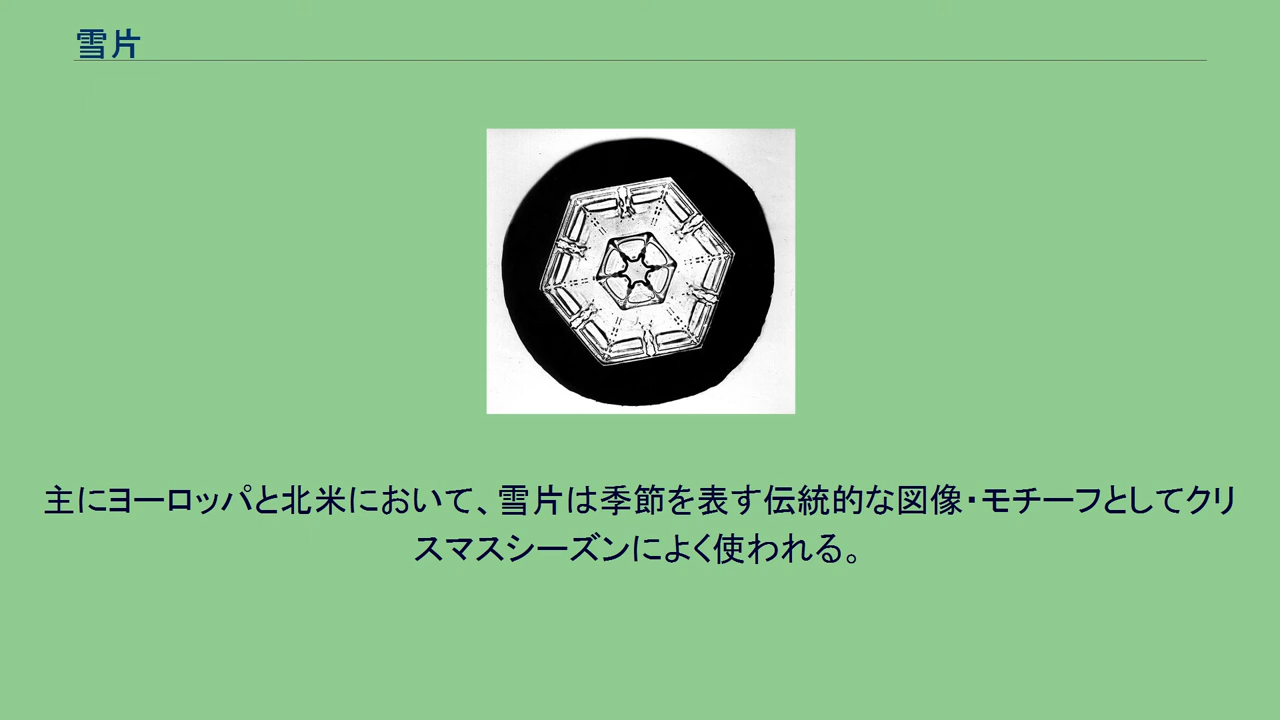 雪片
主にヨーロッパと北米において、雪片は季節を表す伝統的な図像・モチーフとしてクリ
スマスシーズンによく使われる。